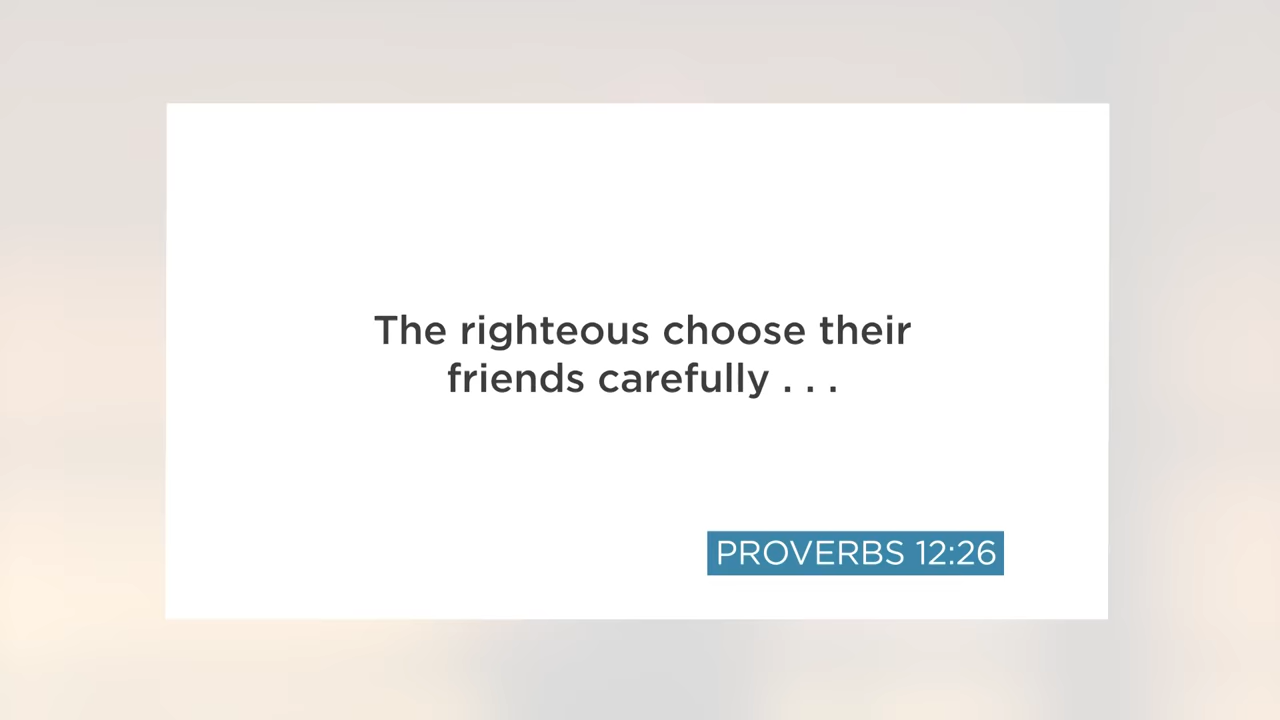 The righteous choose their
friends carefully . . .
PROVERBS 12:26